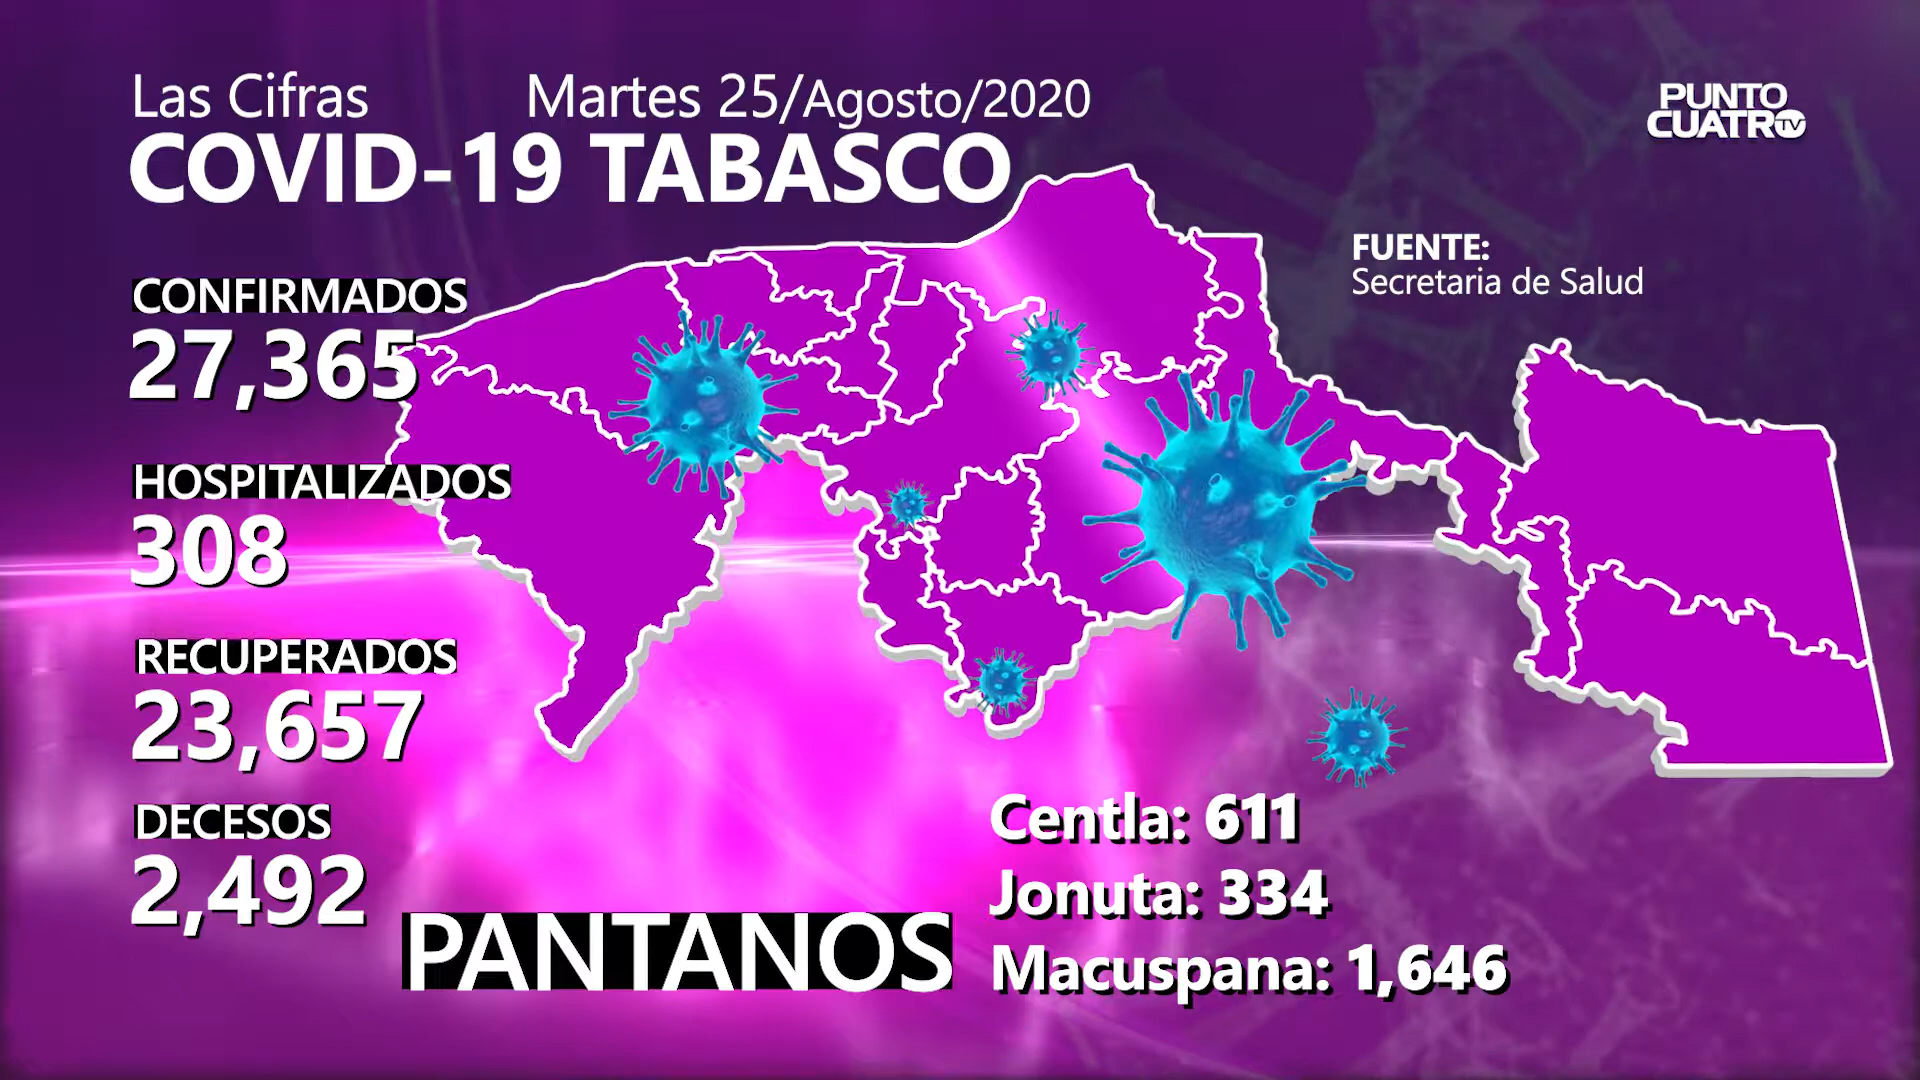 Las Cifras
Martes 25/Agosto/2020
COVID-19 TABASCO
PUNTO
CUATRO TV
FUENTE:
Secretaria de Salud
CONFIRMADOS
27,365
HOSPITALIZADOS
308
RECUPERADOS
23,657
DECESOS
2,492
PANTANOS
Centla: 611
Jonuta: 334
Macuspana: 1,646